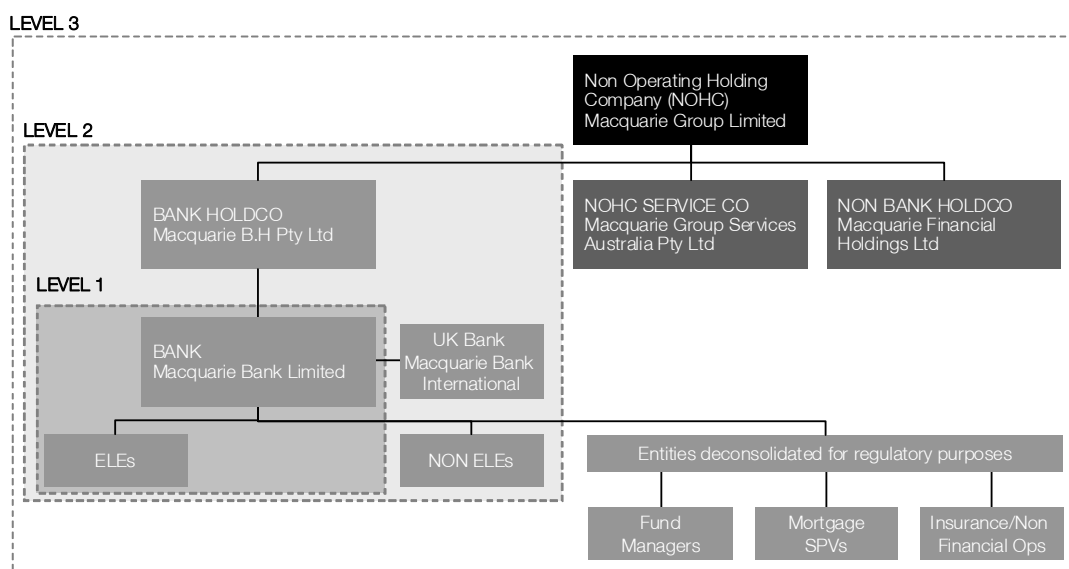 LEVEL 3
Non Operating Holding
Company (NOHC)
Macquarie Group Limited
LEVEL 2
BANK HOLDCO
Macquarie B.H Pty Ltd
NOHC SERVICE CO
Macquarie Group Services
Australia Pty Ltd
NON BANK HOLDCO
Macquarie Financial
Holdings Ltd
LEVEL 1
BANK
Macquarie Bank Limited
UK Bank
Macquarie Bank
International
ELEs
NON ELEs
Entities deconsolidated for regulatory purposes
Fund
Managers
Mortgage
SPVs
Insurance/Non
Financial Ops